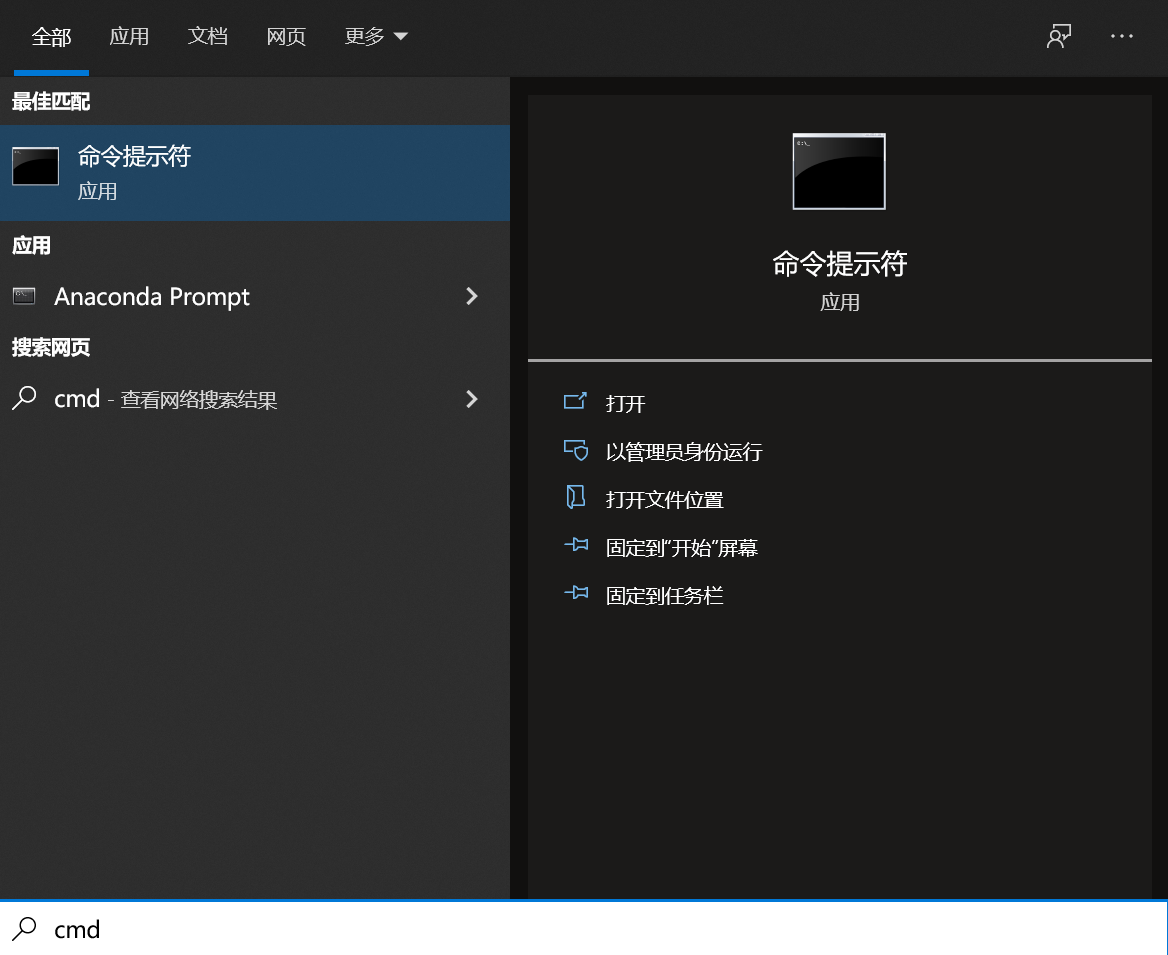 全部 应用 文档 网页 更多
最佳匹配
命令提示符
应用
应用
Anaconda Prompt
搜索网页
cmd - 查看网络搜索结果
命令提示符
应用
打开
以管理员身份运行
打开文件位置
固定到“开始”屏幕
固定到任务栏
cmd